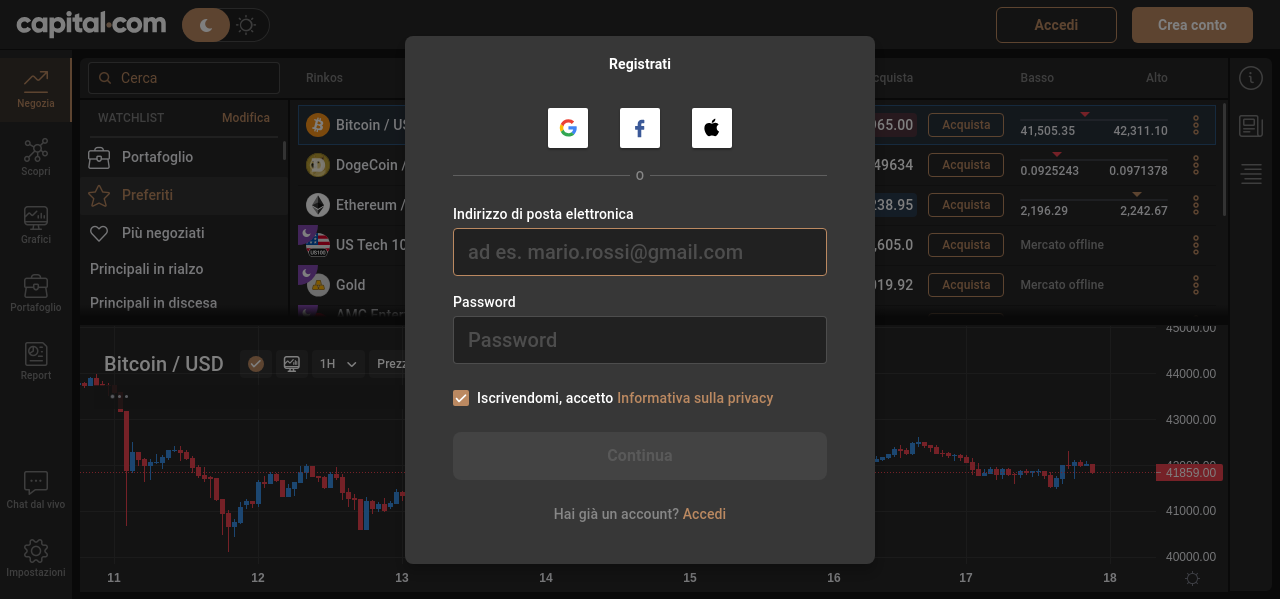 capital.com
Accedi
Crea conto
Registrati
Negozia
Cerca
Rinkos
Basso
Alto
WATCHLIST
Modifica
Bitcoin / US
965.00
Acquista
41,505.35
42,311.10
Portafoglio
DogeCoin /
49634
Acquista
0.0925243
0.0971378
O
Scopri
Preferiti
Ethereum /
238.95
Acquista
2,196.29
2,242.67
Indirizzo di posta elettronica
Grafici
Più negoziati
US Tech 10
,605.0
Acquista
Mercato offline
ad es. mario.rossi@gmail.com
Principali in rialzo
Gold
019.92
Acquista
Mercato offline
Portafoglio
Principali in discesa
Password
Password
Bitcoin / USD
1H
Prezz
Report
Iscrivendomi, accetto Informativa sulla privacy
Continua
Hai già un account? Accedi
Chat dal vivo
Impostazioni
45000.00
44000.00
43000.00
41859.00
41000.00
40000.00
11
12
13
14
15
16
17
18